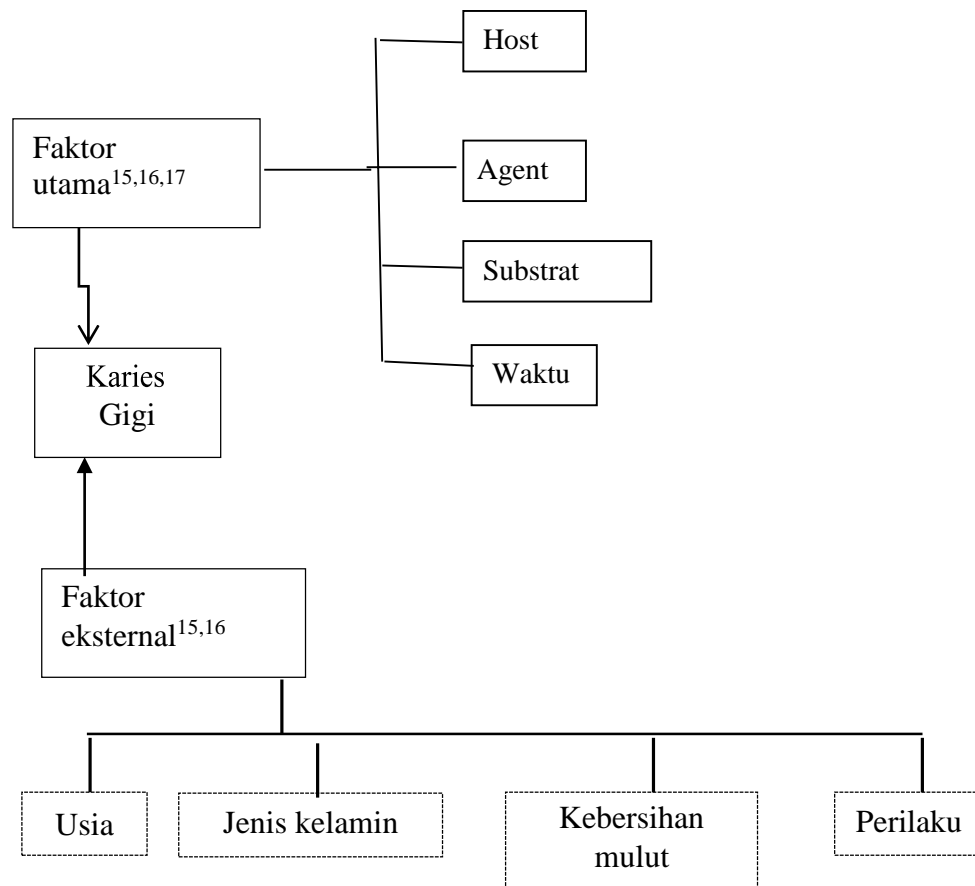 Host
Faktor
utama15,16,17
Agent
Substrat
Waktu
Karies
Gigi
Faktor
eksternal15,16
Usia
Jenis kelamin
Kebersihan
mulut
Perilaku